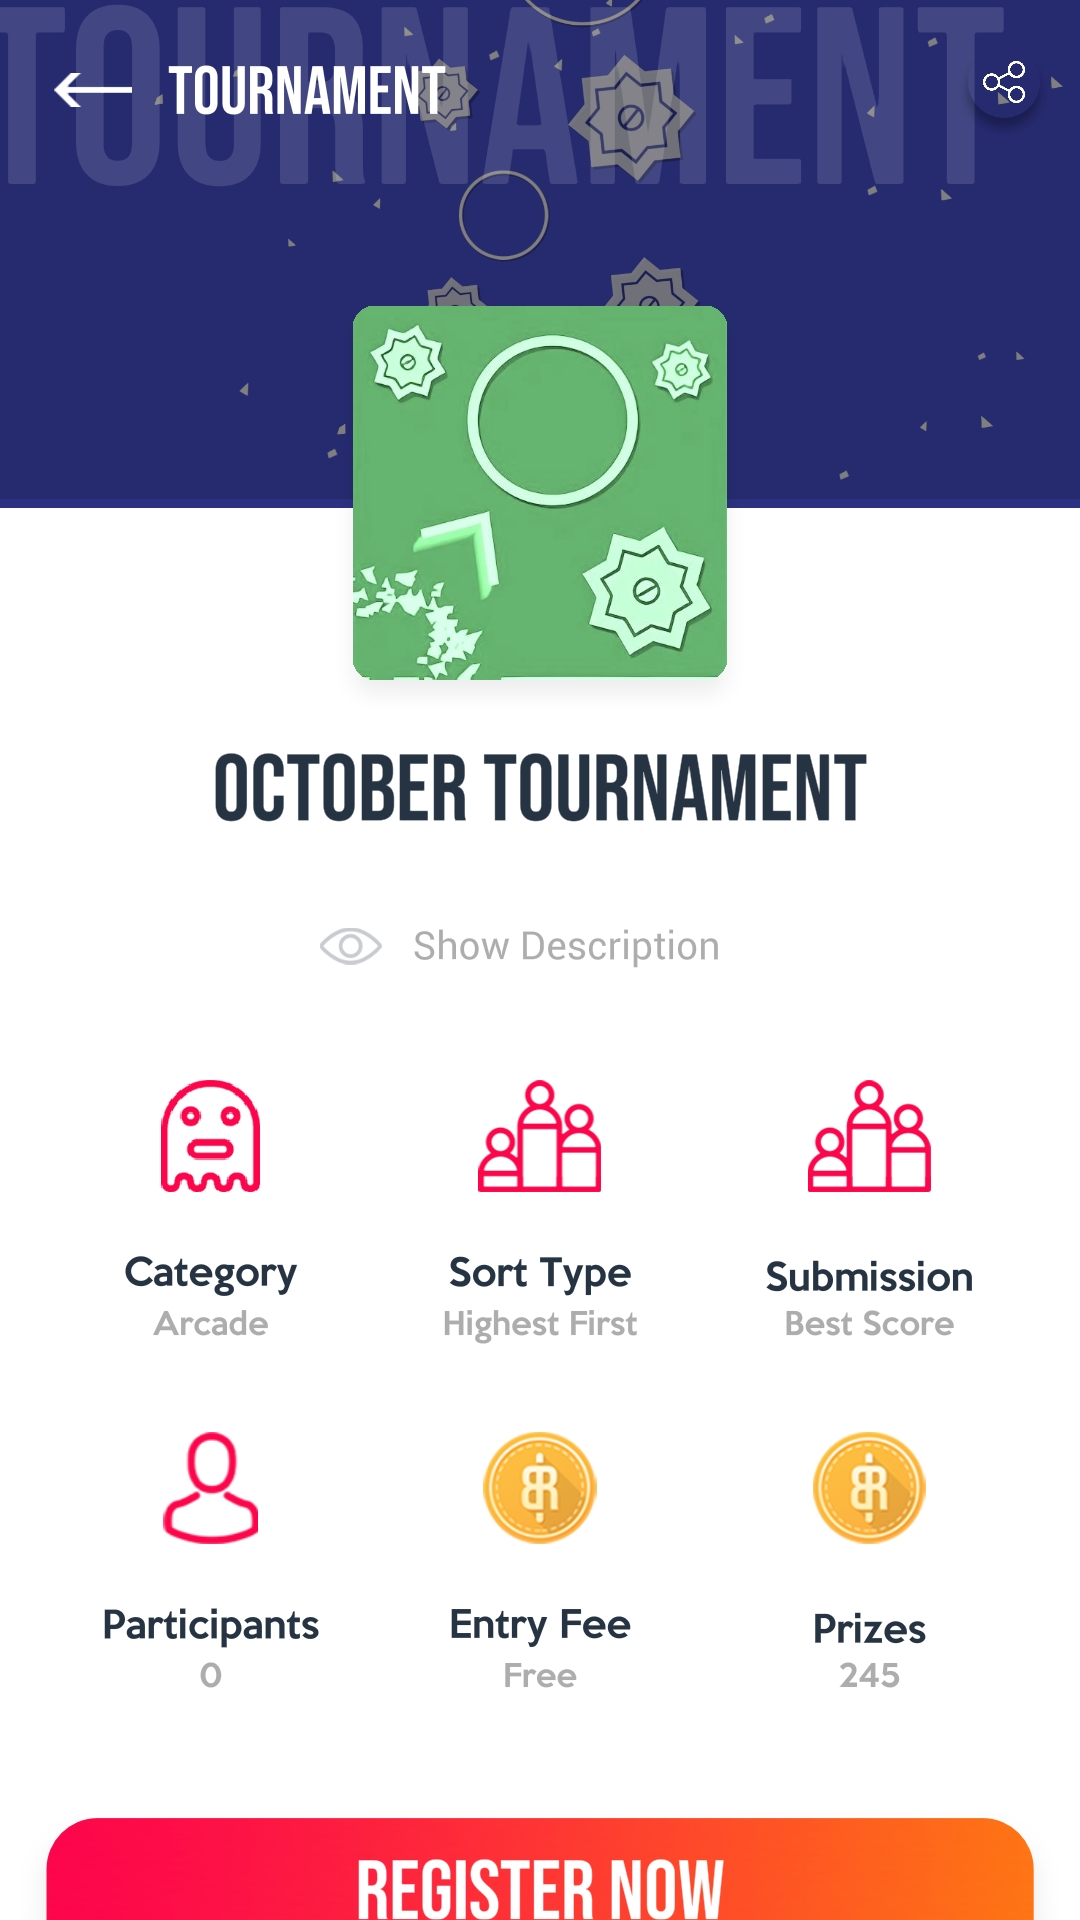 TOURNAMENT
TOURNAMENT
OCTOBER TOURNAMENT
Show Description
Category
Arcade
Sort Type
Highest First
Submission
Best Score
Participants
0
Entry Fee
Free
Prizes
245
REGISTER NOW